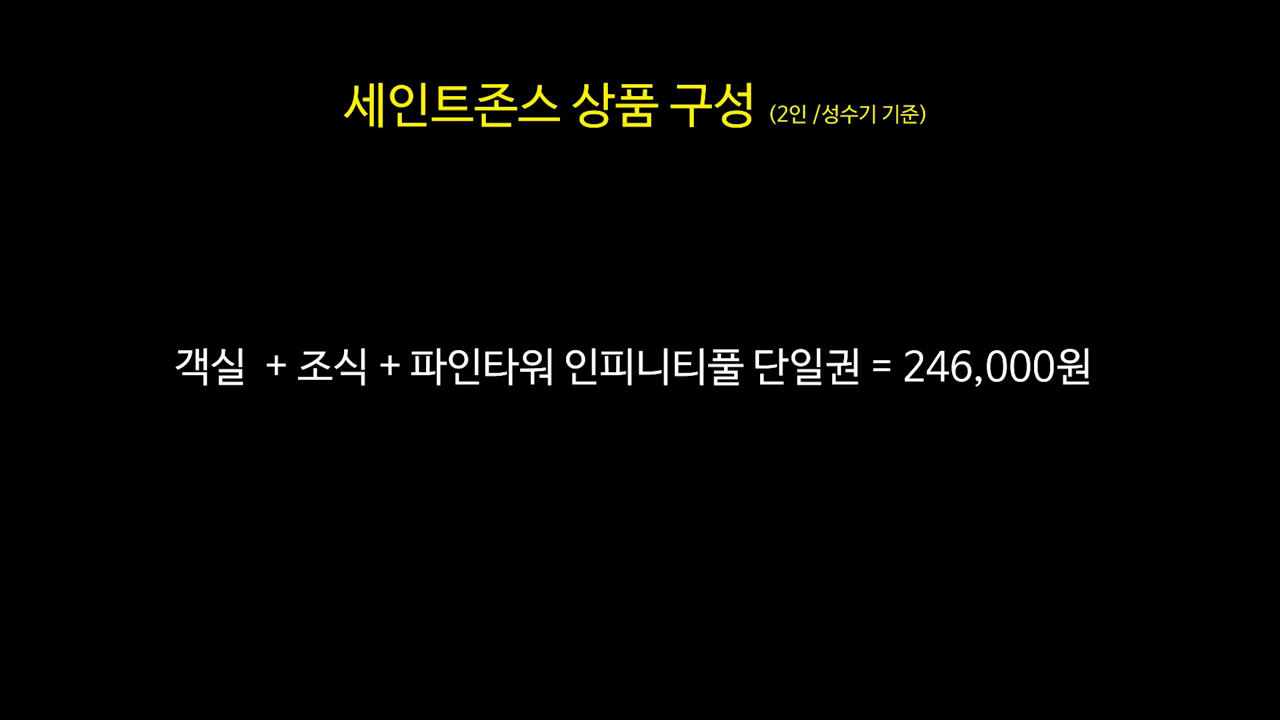 세인트존스 상품 구성 (2인 /성수기 기준)
객실 + 조식 + 파인타워 인피니티풀 단일권 = 246,000원